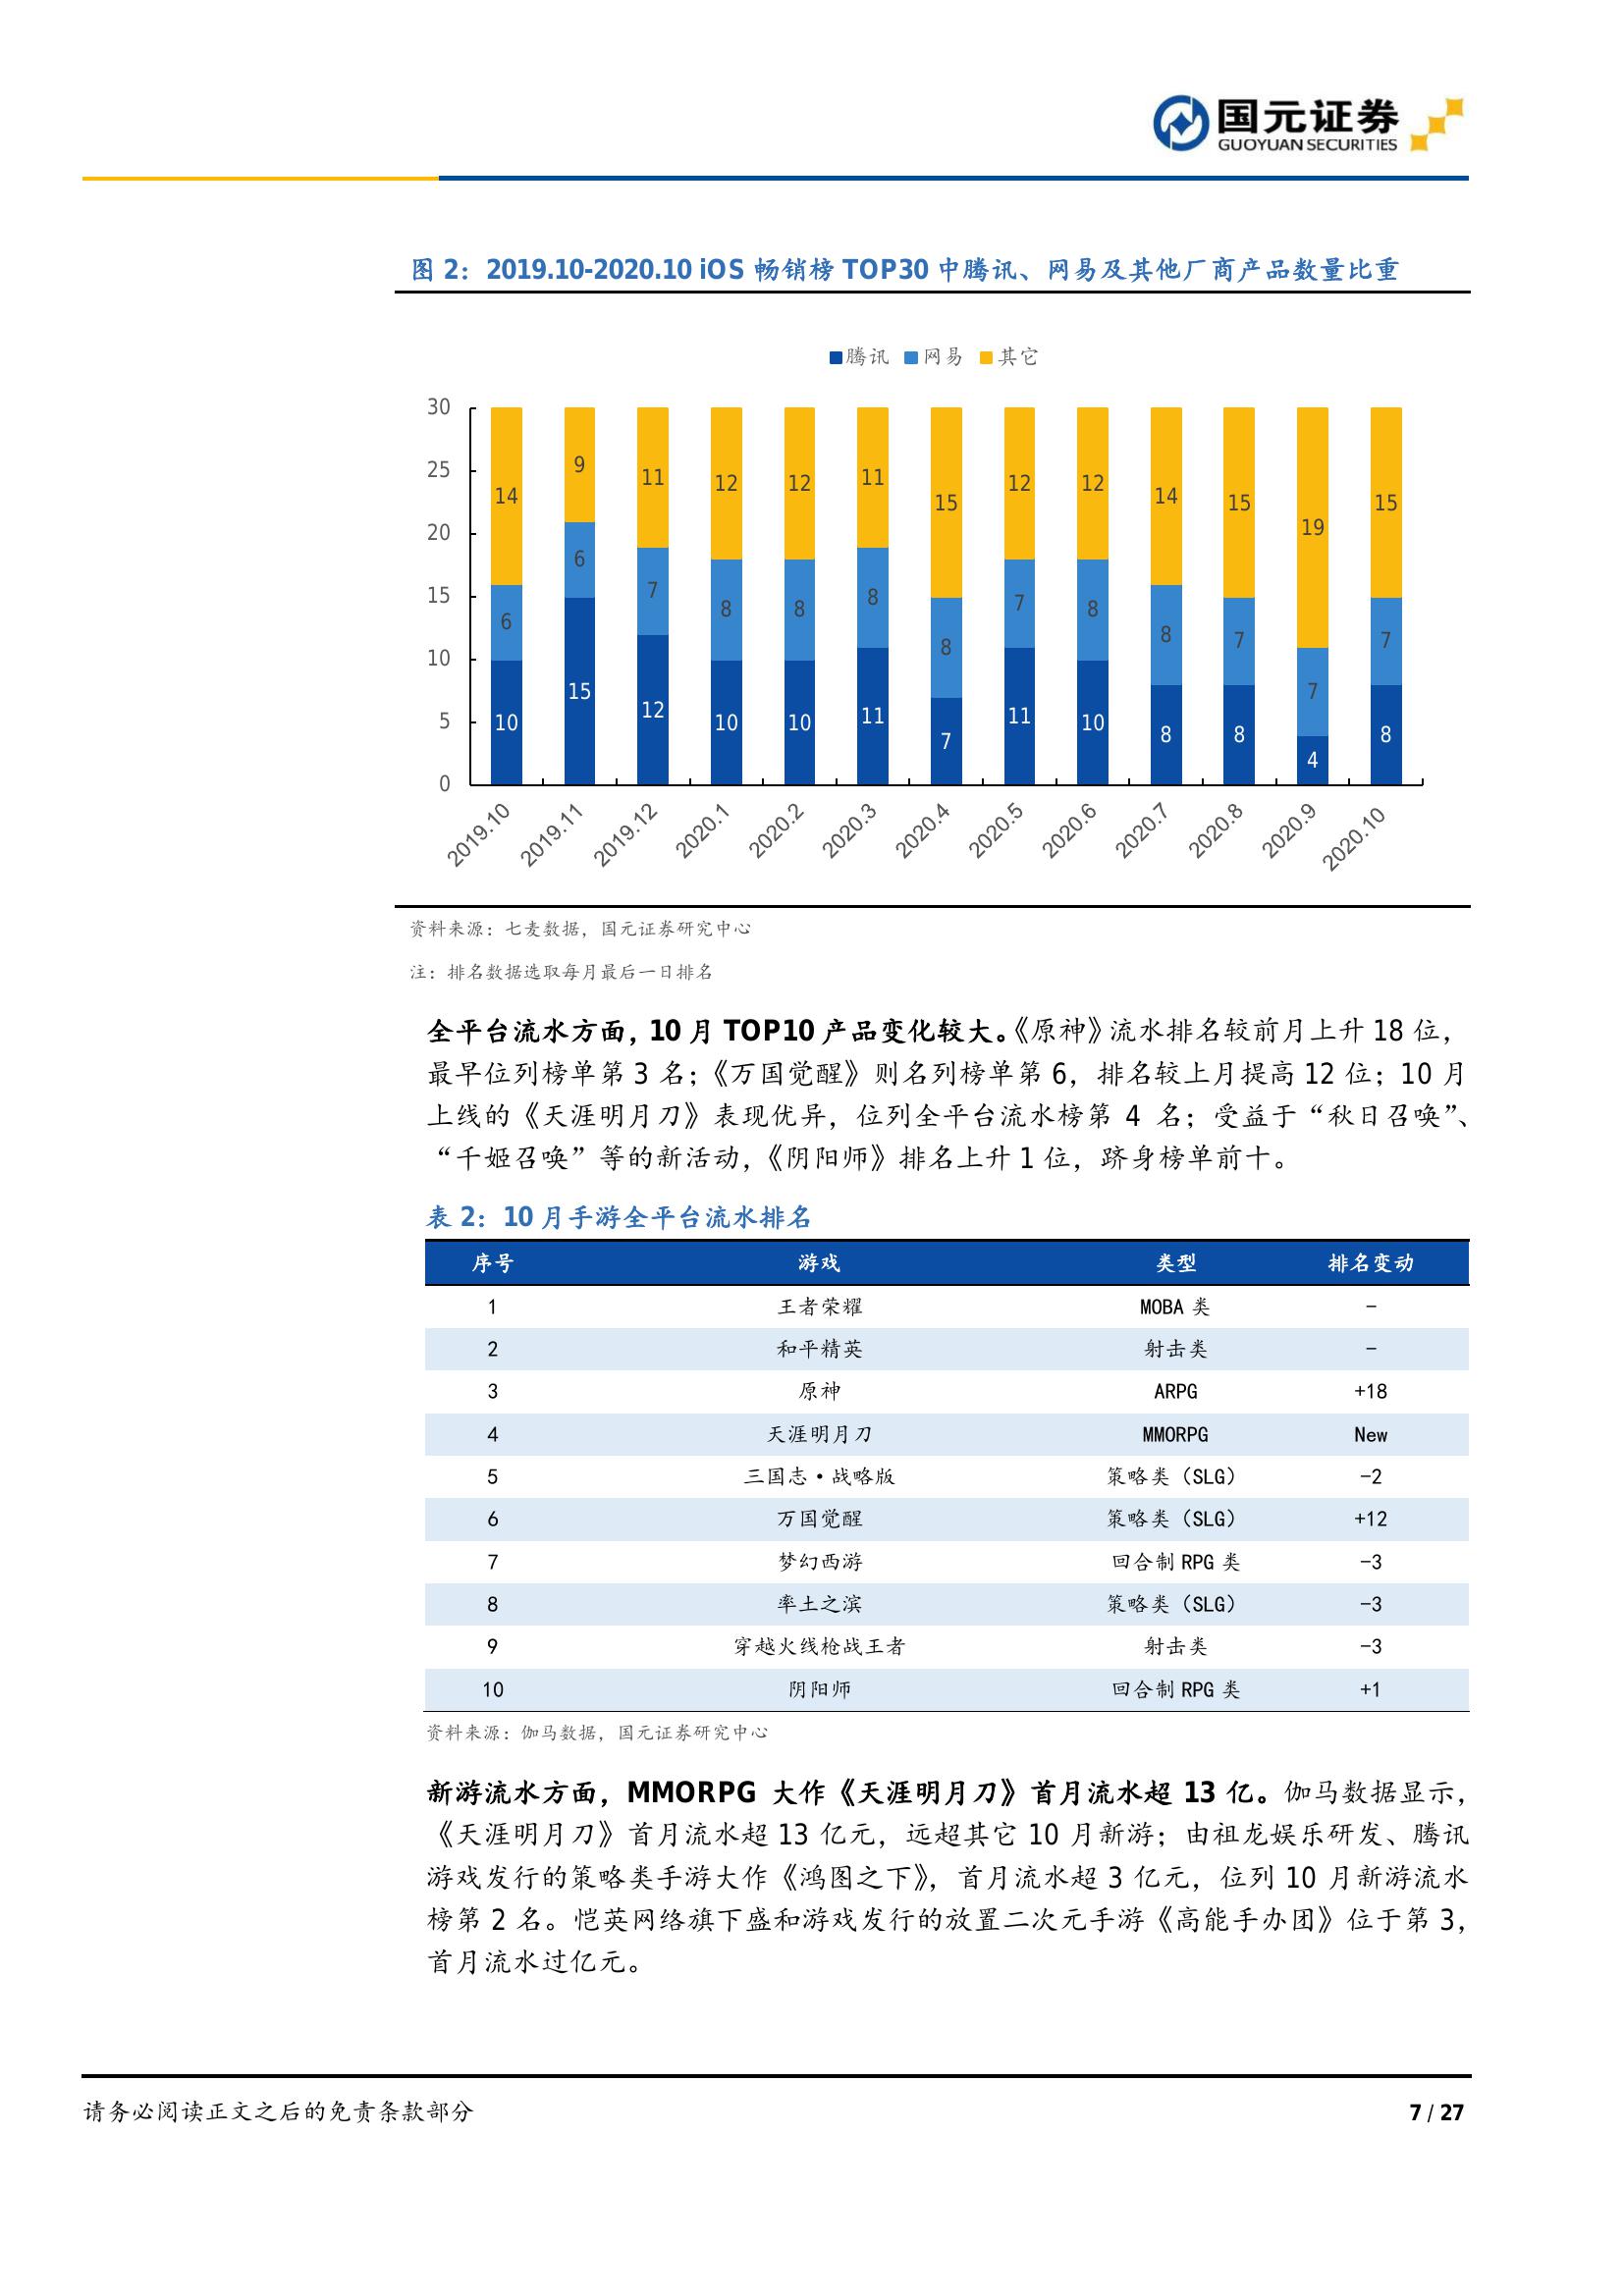 国元证券
GUOYUAN SECURITIES
图 2：2019.10-2020.10 iOS 畅销榜 TOP30 中腾讯、网易及其他厂商产品数量比重
腾讯 网易 其它
30
25
20
15
10
5
0
14 9 11 12 12 11 15 12 12 14 15 19 15
6 6 7 8 8 8 8 7 8 8 7 7 7
10 15 12 10 10 11 7 11 10 8 8 4 8
2019.10 2019.11 2019.12 2020.1 2020.2 2020.3 2020.4 2020.5 2020.6 2020.7 2020.8 2020.9 2020.10
资料来源：七麦数据，国元证券研究中心
注：排名数据选取每月最后一日排名
全平台流水方面，10 月 TOP10 产品变化较大。《原神》流水排名较前月上升 18 位，
最早位列榜单第 3 名；《万国觉醒》则名列榜单第 6，排名较上月提高 12 位；10 月
上线的《天涯明月刀》表现优异，位列全平台流水榜第 4 名；受益于“秋日召唤”、
“千姬召唤”等的新活动，《阴阳师》排名上升 1 位，跻身榜单前十。
表 2：10 月手游全平台流水排名
序号 游戏 类型 排名变动
1 王者荣耀 MOBA 类 -
2 和平精英 射击类 -
3 原神 ARPG +18
4 天涯明月刀 MMORPG New
5 三国志·战略版 策略类（SLG） -2
6 万国觉醒 策略类（SLG） +12
7 梦幻西游 回合制 RPG 类 -3
8 率土之滨 策略类（SLG） -3
9 穿越火线枪战王者 射击类 -3
10 阴阳师 回合制 RPG 类 +1
资料来源：伽马数据，国元证券研究中心
新游流水方面，MMORPG 大作《天涯明月刀》首月流水超 13 亿。伽马数据显示，
《天涯明月刀》首月流水超 13 亿元，远超其它 10 月新游；由祖龙娱乐研发、腾讯
游戏发行的策略类手游大作《鸿图之下》，首月流水超 3 亿元，位列 10 月新游流水
榜第 2 名。恺英网络旗下盛和游戏发行的放置二次元手游《高能手办团》位于第 3，
首月流水过亿元。
请务必阅读正文之后的免责条款部分
7 / 27